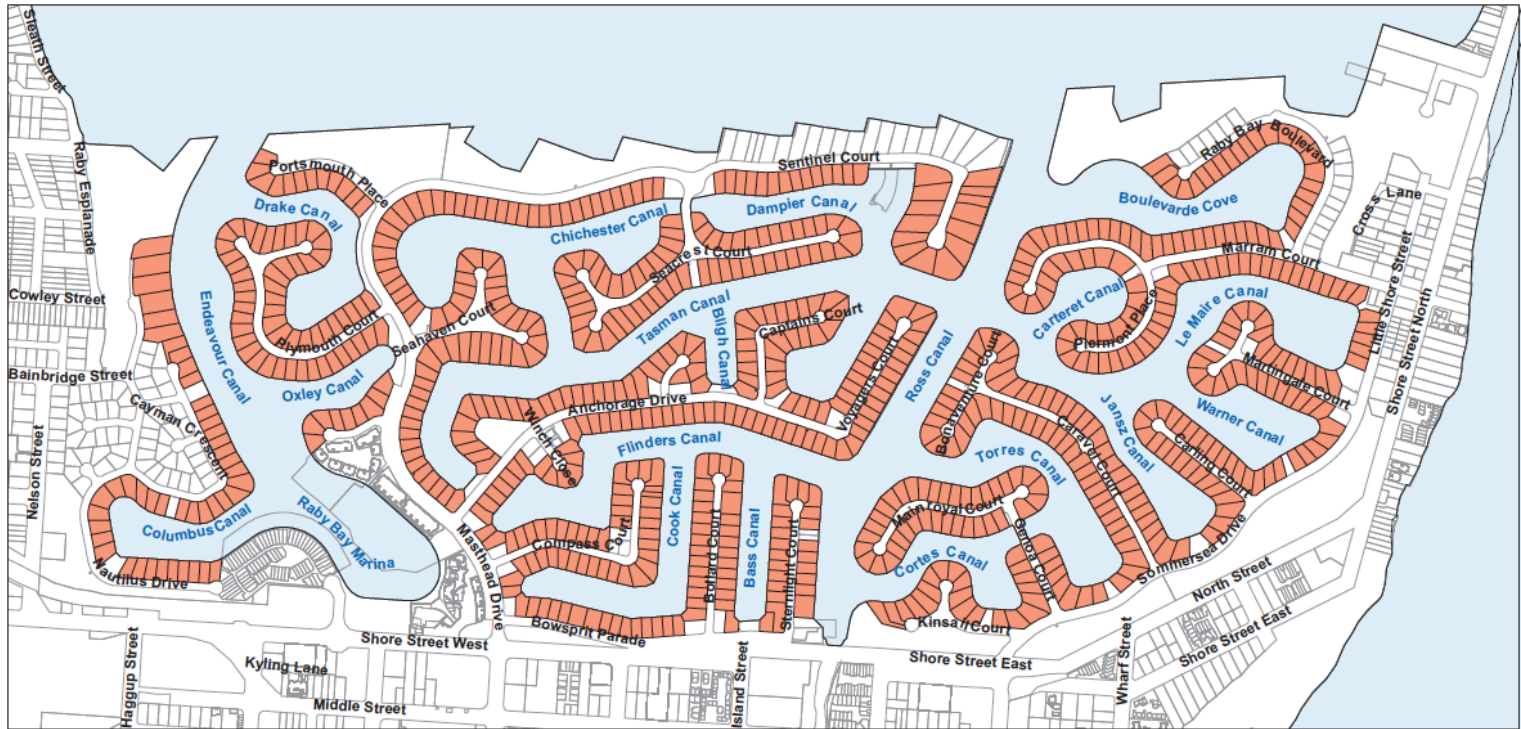 Sleath Street
Raby Esplanade
Portsmouth Place
Drake Canal
Chichester Canal
Sentinel Court
Dampier Canal
Seacrest Court
Raby Bay Boulevard
Boulevarde Cove
Cross Lane
Marram Court
Little Shore Street
Shore Street North
Cowley Street
Endeavour Canal
Plymouth Court
Seahaven Court
Tasman Canal
Bligh Canal
Captains Court
Carteret Canal
Piermont Place
Le Maire Canal
Bainbridge Street
Cayman Crescent
Oxley Canal
Anchorage Drive
Winch Close
Voyagers Court
Ross Canal
Bonaventure Court
Martingale Court
Warner Canal
Jansz Canal
Carling Court
Caravel Court
Flinders Canal
Torres Canal
Nelson Street
Columbus Canal
Raby Bay Marina
Nautilus Drive
Masthead Drive
Compass Court
Cook Canal
Bollard Court
Bass Canal
Sternlight Court
Mainroyal Court
Genoa Court
Cortes Canal
Kinsail Court
Sommersea Drive
North Street
Shore Street East
Bowsprit Parade
Shore Street West
Shore Street East
Haggup Street
Kyling Lane
Middle Street
Island Street
Wharf Street